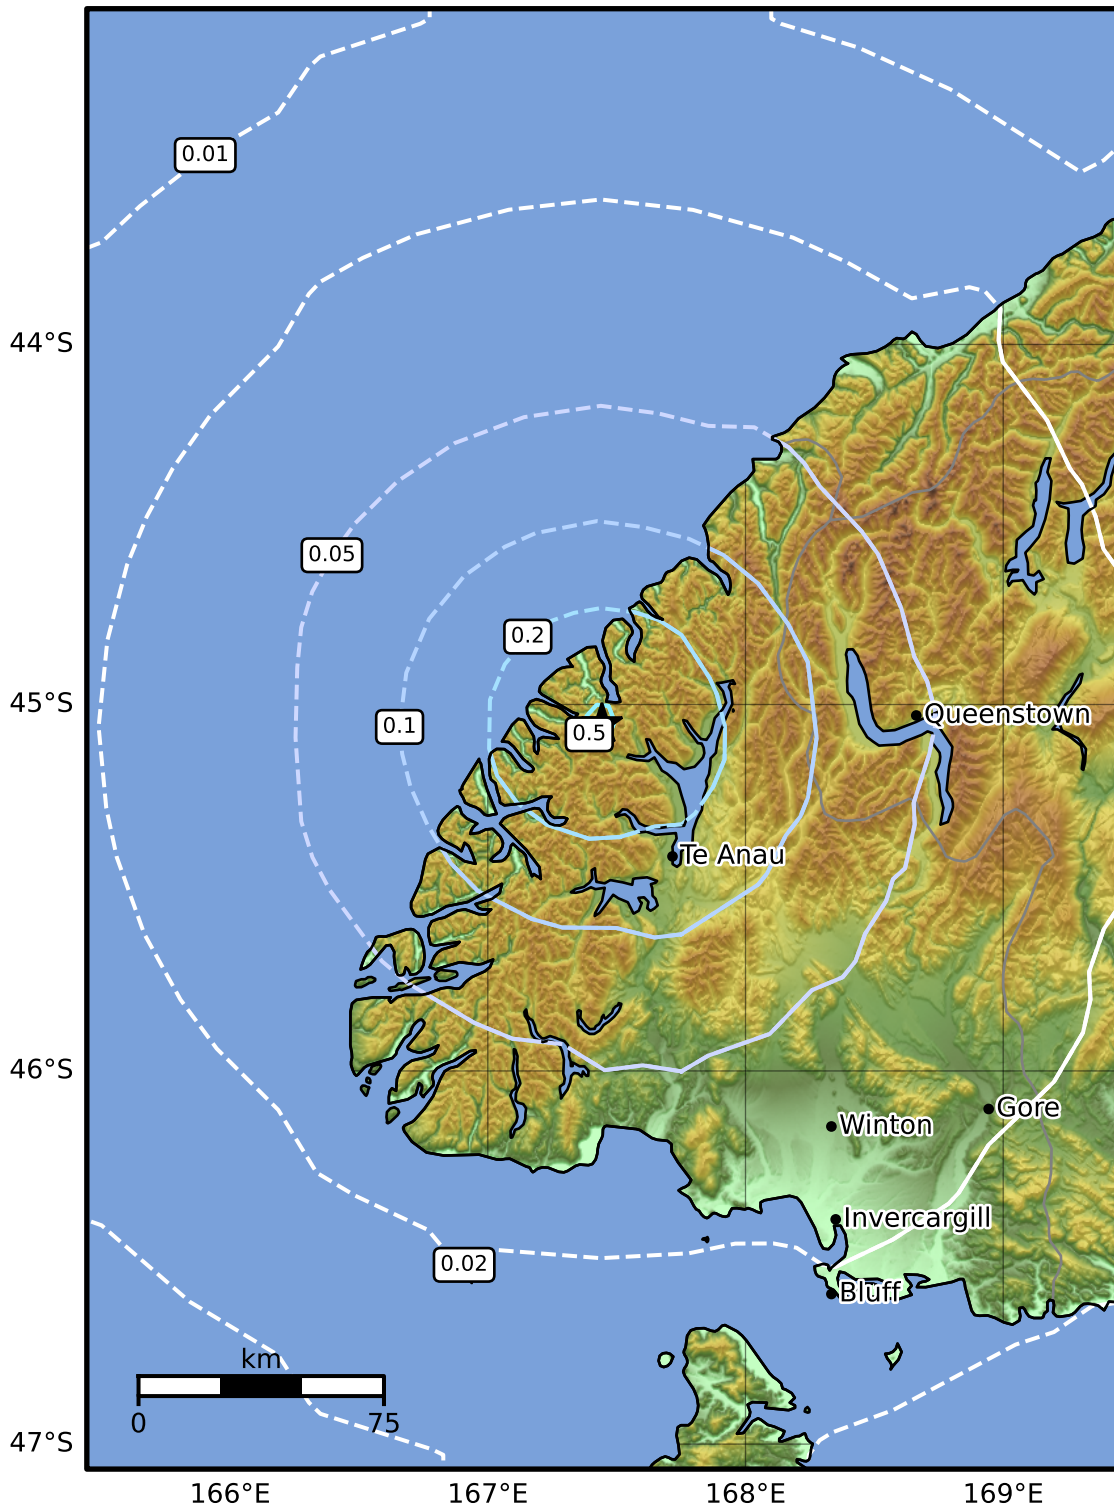 0.01
44°S
0.05
0.2
45°S
Queenstown
0.1
0.5
Te Anau
46°S
Gore
Winton
Invercargill
0.02
Bluff
km
0
75
47°S
166°E
167°E
168°E
169°E